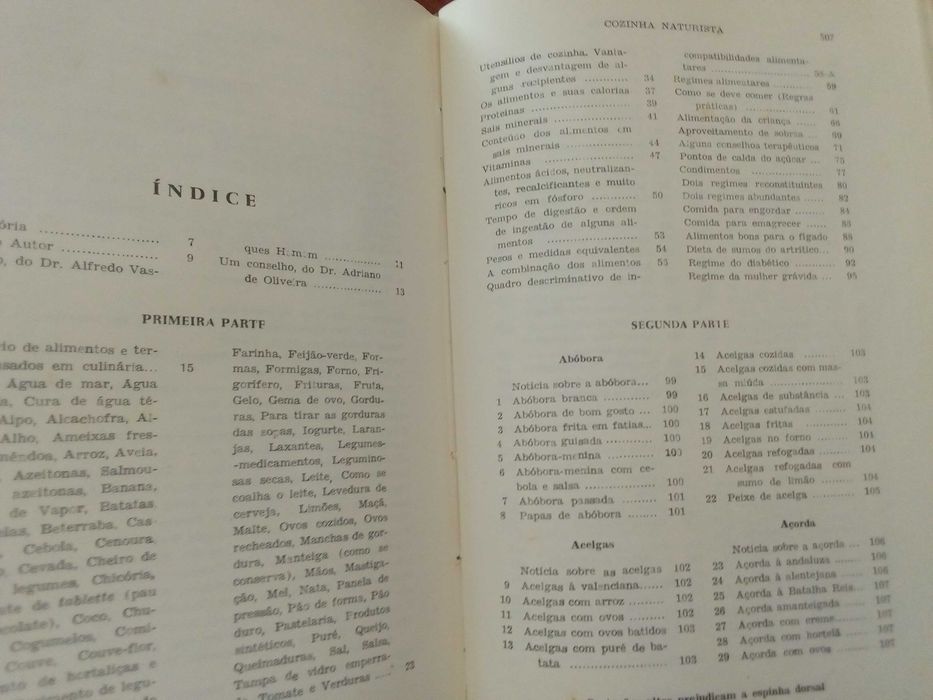 ÍNDICE
ória ........ 7
Autor ........ 9
o, do Dr. Alfredo Vas-
ques Hom.m ........ 11
Um conselho, do Dr. Adriano
de Oliveira ........ 13
PRIMEIRA PARTE
io de alimentos e ter-
usados em culinária... 15
Água de mar, Água
a, Cura de água té-
Aipo, Alcachofra, Al-
Alho, Ameixas fres-
mêndoas, Arroz, Aveia,
Azeitonas, Salmou-
azeitonas, Banana,
de Vapor, Batatas,
Beterraba, Cas-
Cebola, Cenoura,
Cevada, Cheiro de
legumes, Chicória,
te de tablette (pau
colate), Coco, Chu-
Cogumelos, Comi-
Couve, Couve-flor,
nto de hortaliças e
imento de legu-
Farinha, Feijão-verde, For-
mas, Formigas, Forno, Fri-
gorífero, Frituras, Fruta,
Gelo, Gema de ovo, Gordu-
ras, Para tirar as gorduras
das sopas, Iogurte, Laran-
jas, Laxantes, Legumes-
-medicamentos, Legumino-
sas secas, Leite, Como se
coalha o leite, Levedura de
cerveja, Limões, Maçã,
Malte, Ovos cozidos, Ovos
recheados, Manchas de gor-
dura, Manteiga (como se
conserva), Mãos, Mastiga-
ção, Mel, Nata, Panela de
pressão, Pão de forma, Pão
duro, Pastelaria, Produtos
sintéticos, Puré, Queijo,
Queimaduras, Sal, Salsa,
Tampa de vidro emperra-
da, Tomate e Verduras ... 23
COZINHA NATURISTA
507
Utensílios de cozinha. Vanta-
gem e desvantagem de al-
guns recipientes ........ 34
Os alimentos e suas calorias 37
Proteínas ........ 39
Sais minerais ........ 41
Conteúdo dos alimentos em
sais minerais ........ 44
Vitaminas ........ 47
Alimentos ácidos, neutralizan-
tes, recalcificantes e muito
ricos em fósforo ........ 50
Tempo de digestão e ordem
de ingestão de alguns ali-
mentos ........ 53
Pesos e medidas equivalentes 54
A combinação dos alimentos 55
Quadro descriminativo de in-
compatibilidades alimenta-
tares ........ 58-A
Regimes alimentares ........ 59
Como se deve comer (Regras
práticas) ........ 61
Alimentação da criança ...... 66
Aproveitamento de sobras ... 69
Alguns conselhos terapêuticos 71
Pontos de calda do açúcar ... 75
Condimentos ........ 77
Dois regimes reconstituintes 80
Dois regimes abundantes ...... 82
Comida para engordar ...... 84
Comida para emagrecer ...... 85
Alimentos bons para o fígado 88
Dieta de sumos do artrítico... 90
Regime do diabético ........ 92
Regime da mulher grávida ... 95
SEGUNDA PARTE
Abóbora
Notícia sobre a abóbora... 99
1 Abóbora branca ........ 99
2 Abóbora de bom gosto ... 100
3 Abóbora frita em fatias... 100
4 Abóbora guisada ........ 100
5 Abóbora-menina ........ 100
6 Abóbora-menina com ce-
bola e salsa ........ 100
7 Abóbora passada ........ 101
8 Papas de abóbora ........ 101
Acelgas
Notícia sobre as acelgas 102
9 Acelgas à valenciana...... 102
10 Acelgas com arroz ........ 102
11 Acelgas com ovos ........ 102
12 Acelgas com ovos batidos 103
13 Acelgas com puré de ba-
tata ........ 103
14 Acelgas cozidas ........ 103
15 Acelgas cozidas com mas-
sa miúda ........ 103
16 Acelgas de substância ... 103
17 Acelgas estufadas ........ 104
18 Acelgas fritas ........ 104
19 Acelgas no forno ........ 104
20 Acelgas refogadas ........ 104
21 Acelgas refogadas com
sumo de limão ........ 104
22 Peixe de acelga ........ 105
Açorda
Notícia sobre a açorda ... 106
23 Açorda à andaluza ........ 106
24 Açorda à alentejana ...... 106
25 Açorda à Batalha Reis... 107
26 Açorda amanteigada ...... 107
27 Açorda com creme........ 107
28 Açorda com hortelã ...... 107
29 Açorda com ovos ........ 107
prejudicam a espinha dorsal